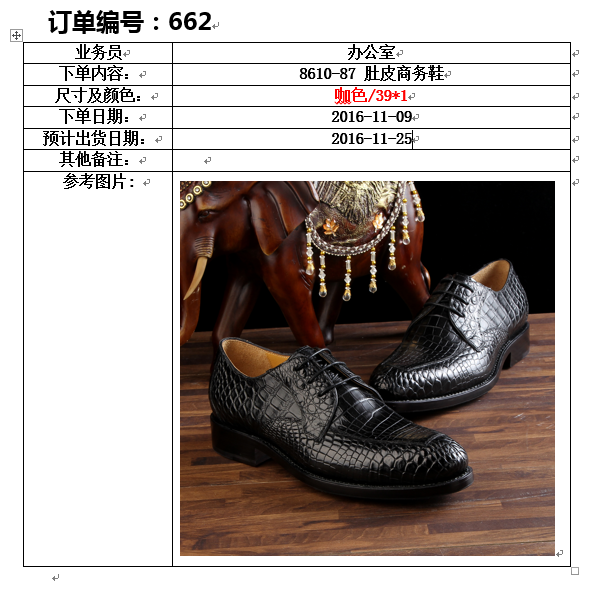 订单编号：662
业务员 办公室
下单内容： 8610-87 肚皮商务鞋
尺寸及颜色： 咖色/39*1
下单日期： 2016-11-09
预计出货日期： 2016-11-25
其他备注：
参考图片：